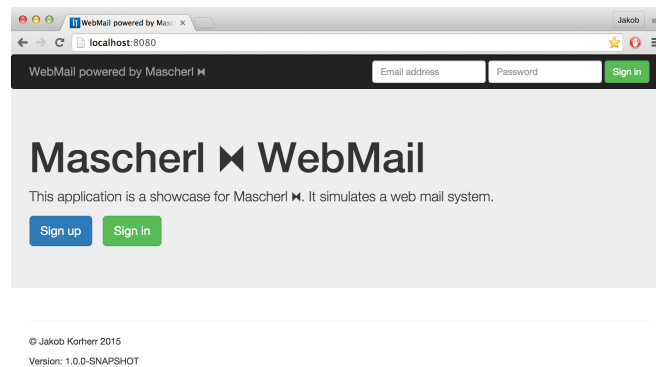 WebMail powered by Masc
Jakob
localhost:8080
WebMail powered by Mascherl ⧓
Email address
Password
Sign in
Mascherl ⧓ WebMail
This application is a showcase for Mascherl ⧓. It simulates a web mail system.
Sign up
Sign in
© Jakob Korherr 2015
Version: 1.0.0-SNAPSHOT